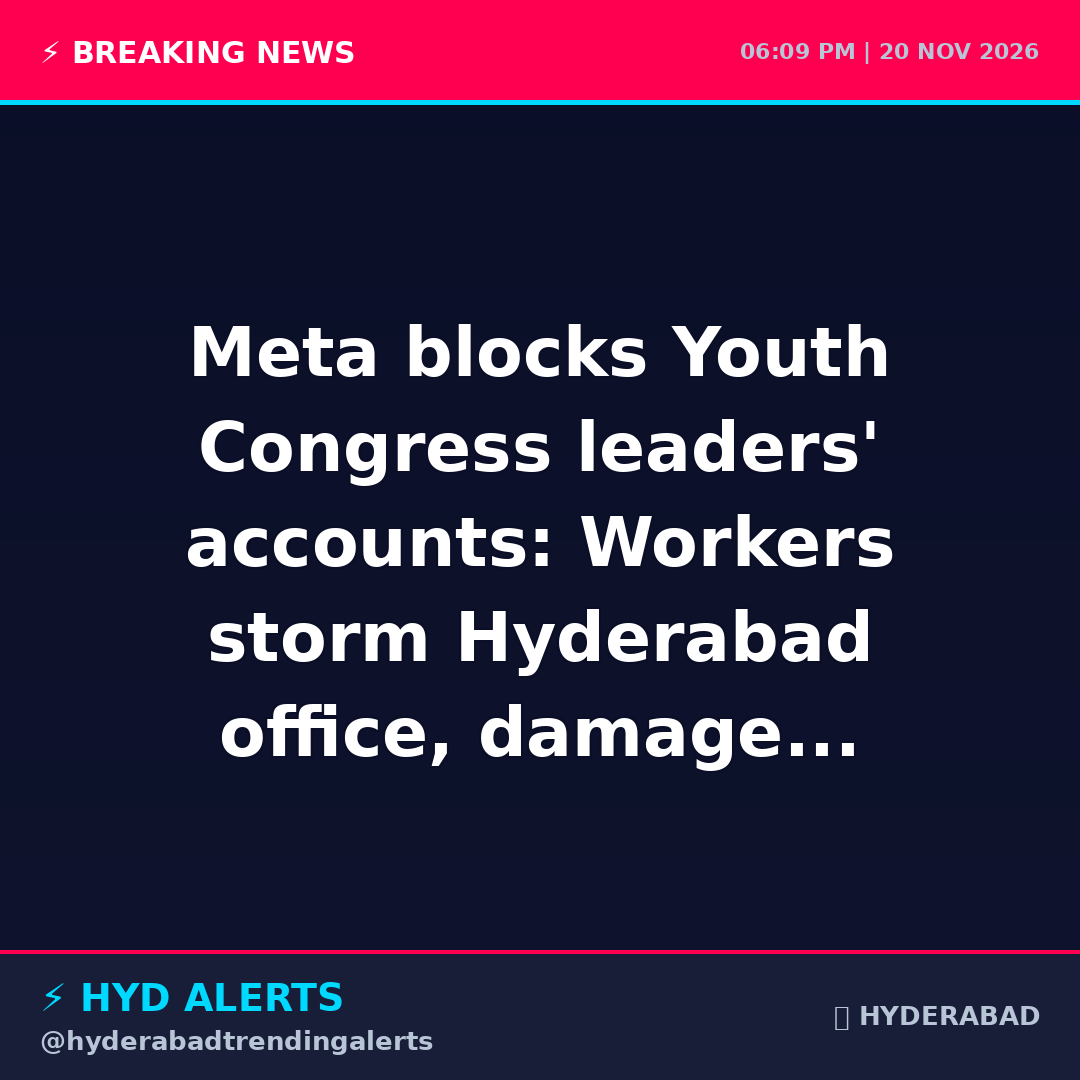 ⚡ BREAKING NEWS
06:09 PM | 20 NOV 2026
Meta blocks Youth
Congress leaders'
accounts: Workers
storm Hyderabad
office, damage...
⚡ HYD ALERTS
@hyderabadtrendingalerts
HYDERABAD